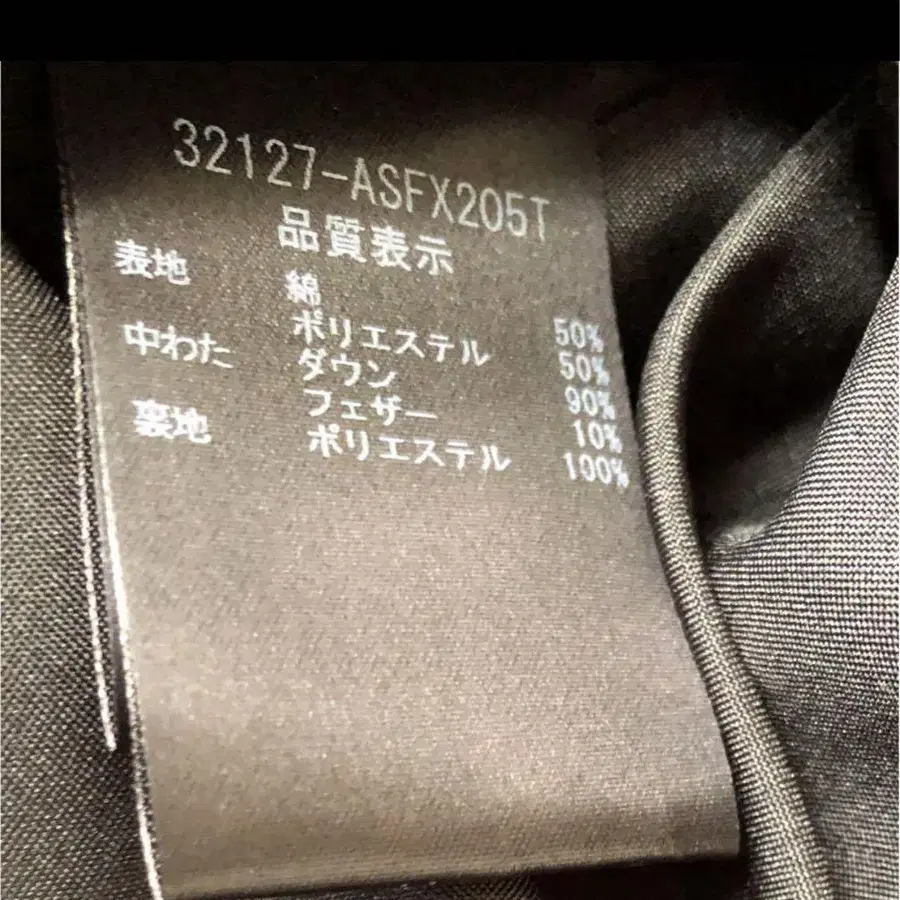 32127-ASFX205T
品質表示
表地 綿 50%
ポリエステル 50%
中わた ダウン 90%
フェザー 10%
裏地 ポリエステル 100%